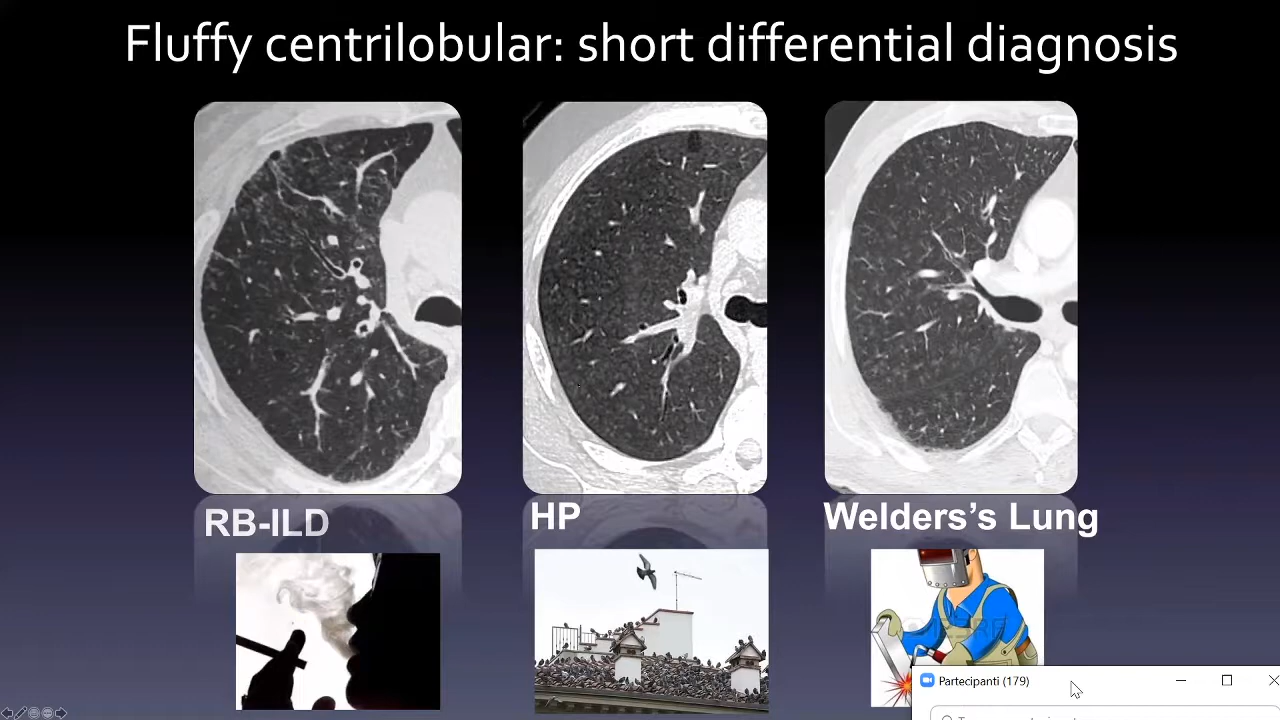 Fluffy centrilobular: short differential diagnosis
RB-ILD
HP
Welders's Lung
Partecipanti (179)